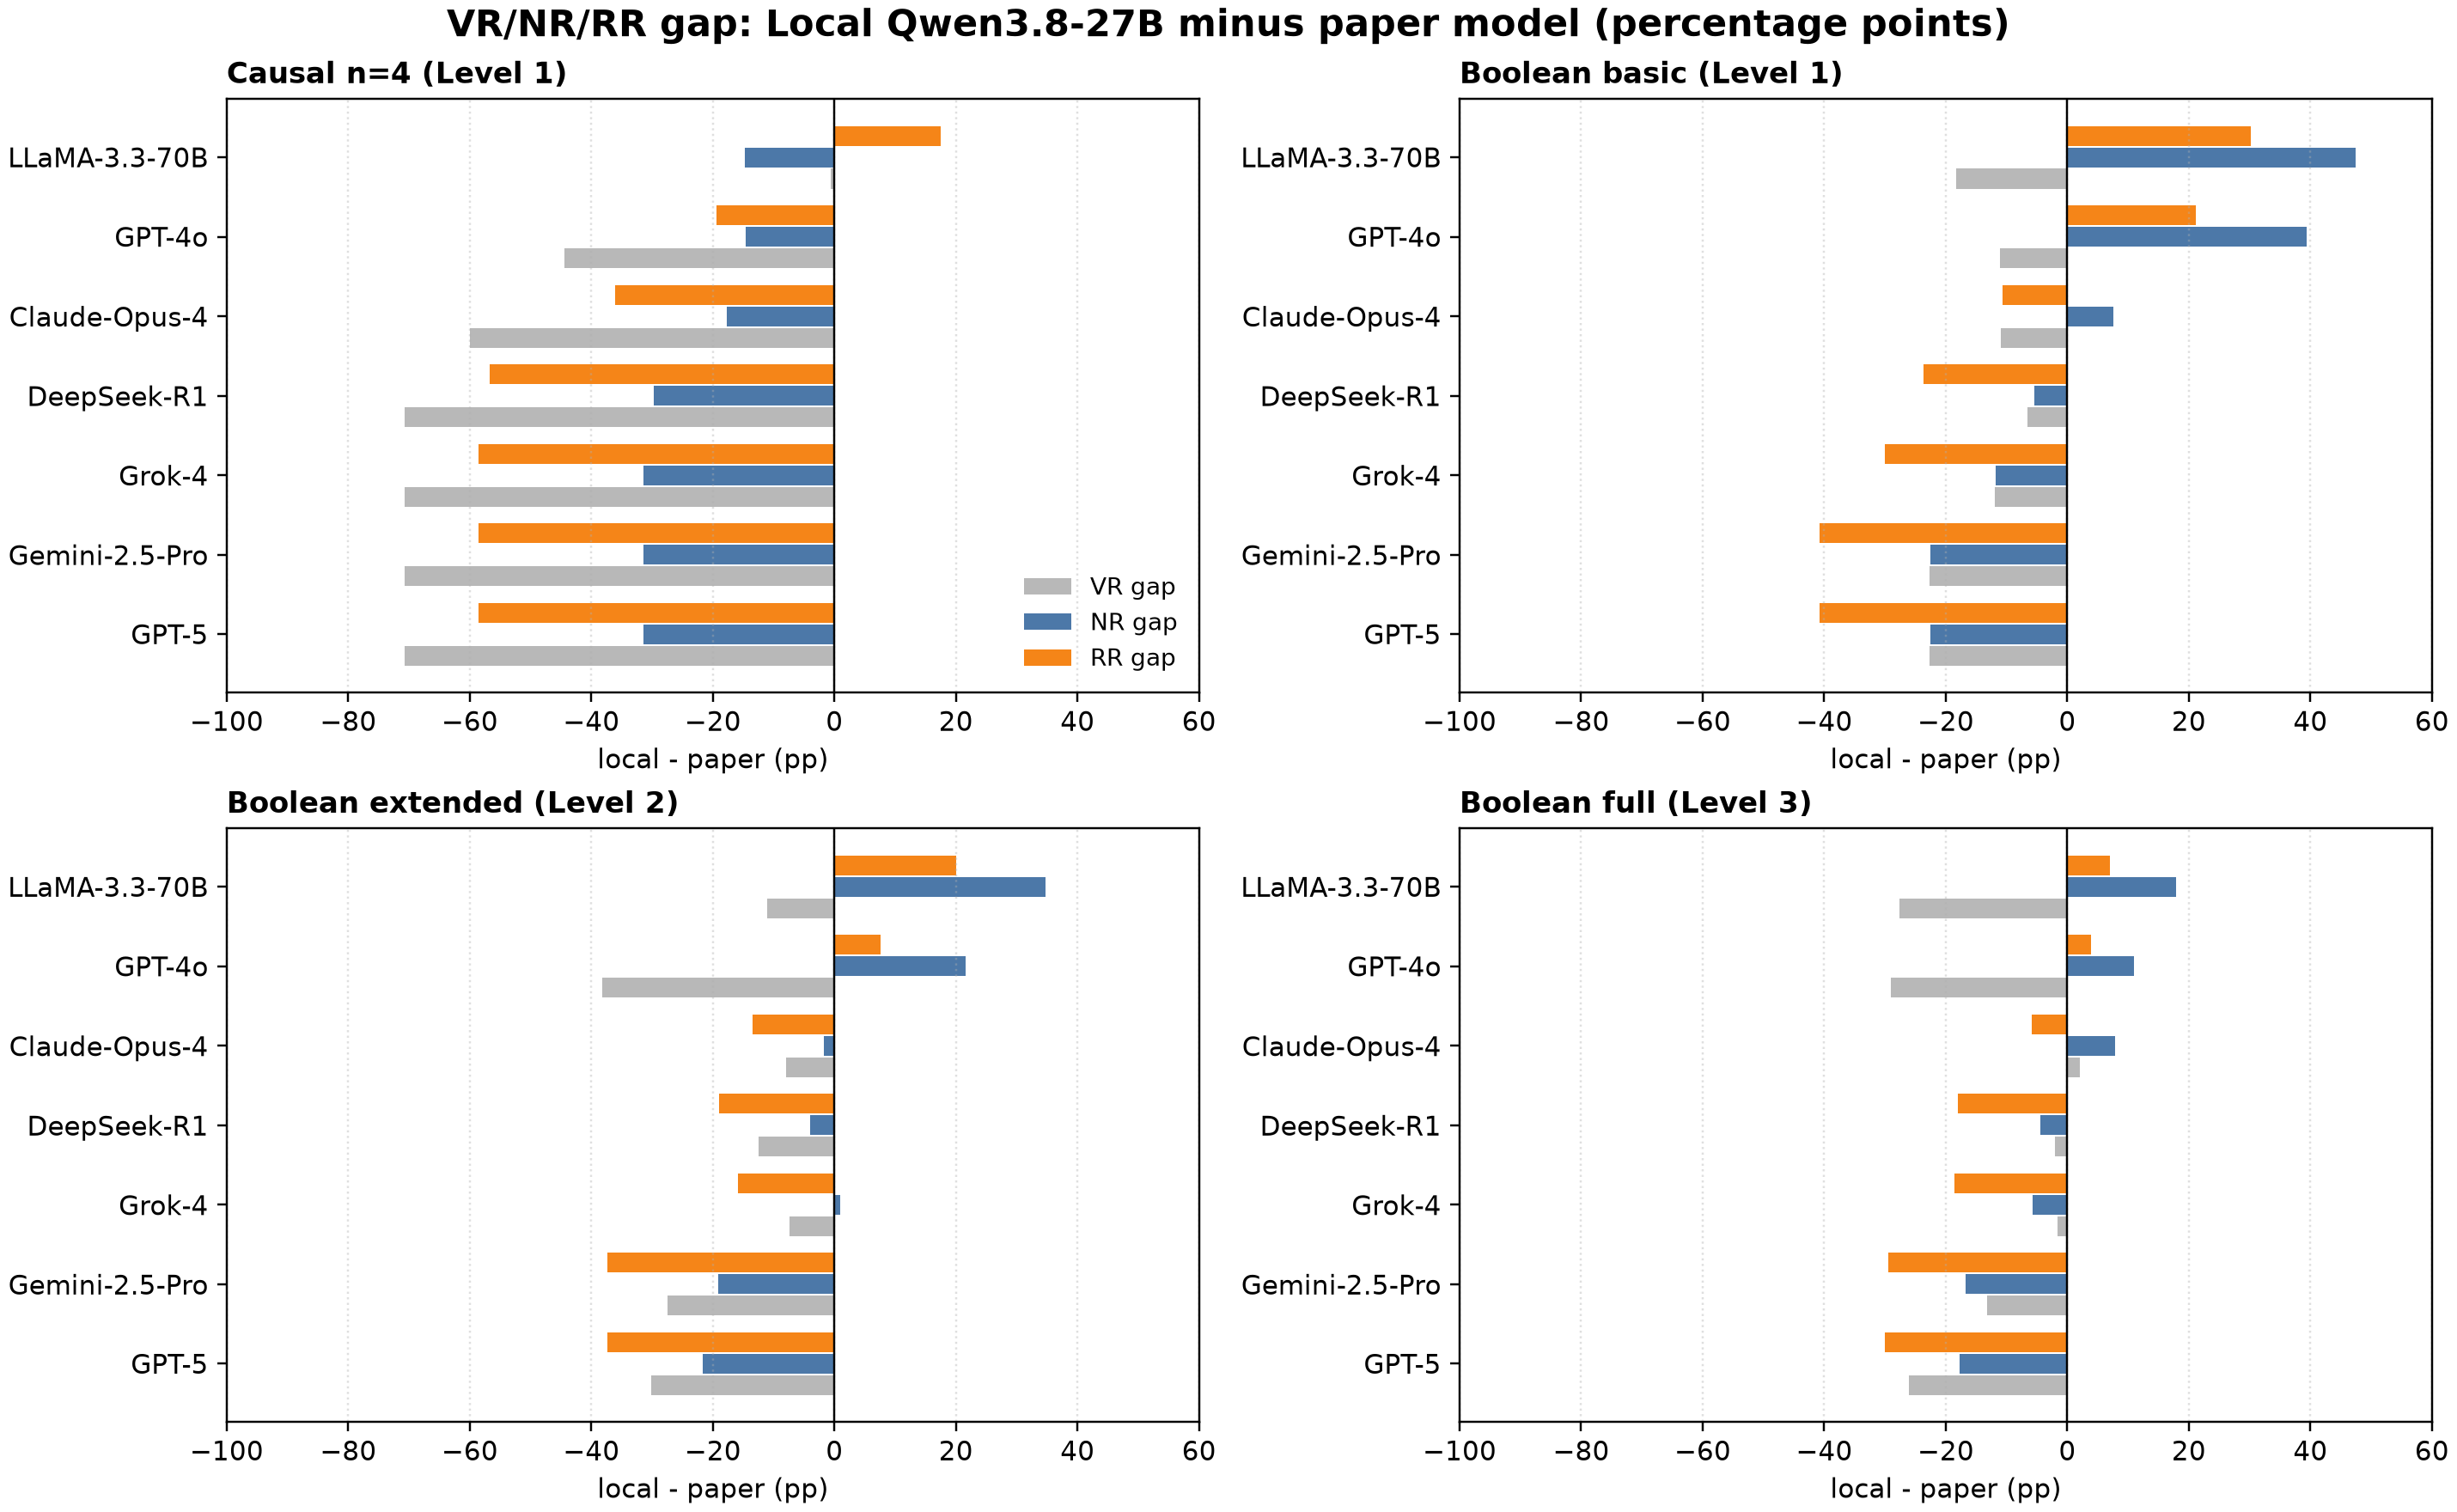 VR/NR/RR gap: Local Qwen3.8-27B minus paper model (percentage points)
Causal n=4 (Level 1)
LLaMA-3.3-70B
GPT-4o
Claude-Opus-4
DeepSeek-R1
Grok-4
Gemini-2.5-Pro
GPT-5
VR gap
NR gap
RR gap
−100 −80 −60 −40 −20 0 20 40 60
local - paper (pp)
Boolean basic (Level 1)
LLaMA-3.3-70B
GPT-4o
Claude-Opus-4
DeepSeek-R1
Grok-4
Gemini-2.5-Pro
GPT-5
−100 −80 −60 −40 −20 0 20 40 60
local - paper (pp)
Boolean extended (Level 2)
LLaMA-3.3-70B
GPT-4o
Claude-Opus-4
DeepSeek-R1
Grok-4
Gemini-2.5-Pro
GPT-5
−100 −80 −60 −40 −20 0 20 40 60
local - paper (pp)
Boolean full (Level 3)
LLaMA-3.3-70B
GPT-4o
Claude-Opus-4
DeepSeek-R1
Grok-4
Gemini-2.5-Pro
GPT-5
−100 −80 −60 −40 −20 0 20 40 60
local - paper (pp)